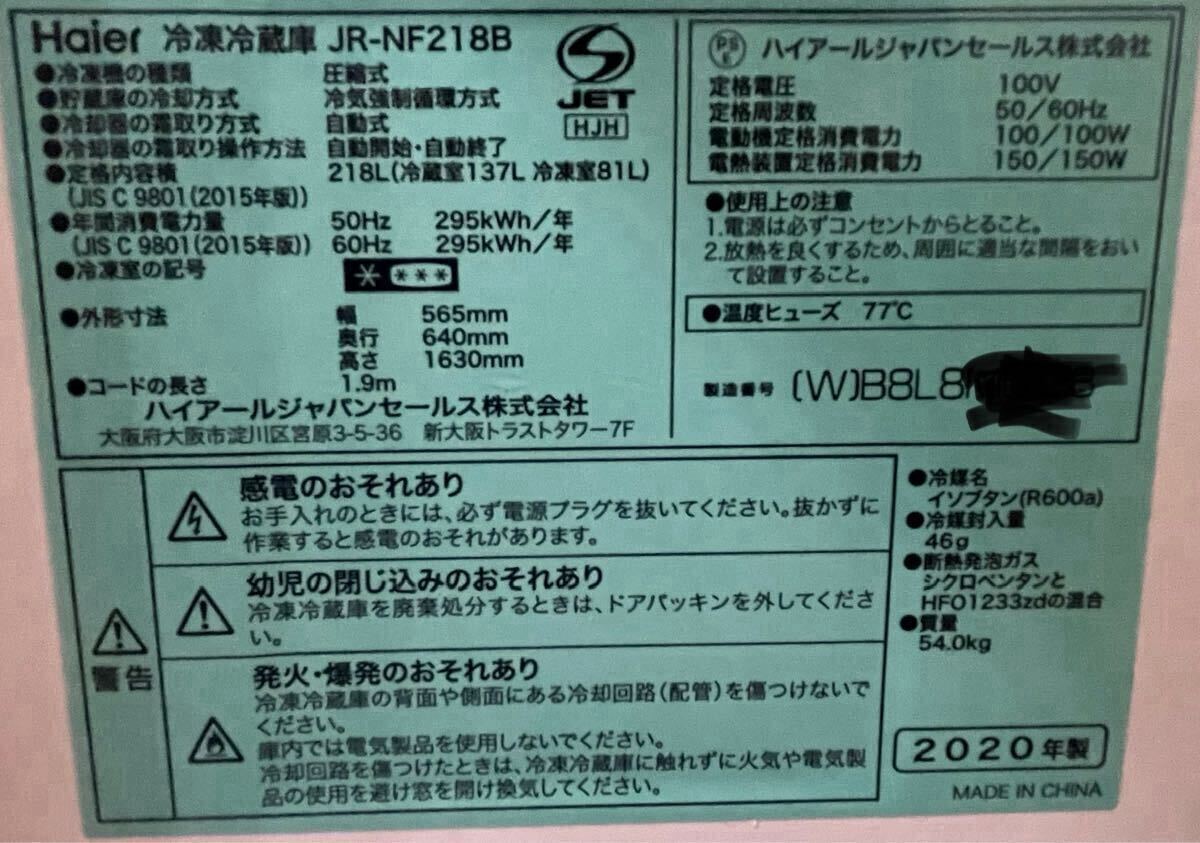 Haier 冷凍冷蔵庫 JR-NF218B
●冷凍機の種類 圧縮式
●貯蔵庫の冷却方式 冷気強制循環方式
●冷却器の霜取り方式 自動式
●冷却器の霜取り操作方法 自動開始・自動終了
●定格内容積 218L(冷蔵室137L 冷凍室81L)
(JIS C 9801(2015年版))
●年間消費電力量 50Hz 295kWh/年
(JIS C 9801(2015年版)) 60Hz 295kWh/年
●冷凍室の記号 * ***
●外形寸法 幅 565mm
奥行 640mm
高さ 1630mm
●コードの長さ 1.9m
ハイアールジャパンセールス株式会社
大阪府大阪市淀川区宮原3-5-36 新大阪トラストタワー7F
JET
HJH
PSE ハイアールジャパンセールス株式会社
定格電圧 100V
定格周波数 50/60Hz
電動機定格消費電力 100/100W
電熱装置定格消費電力 150/150W
●使用上の注意
1.電源は必ずコンセントからとること。
2.放熱を良くするため、周囲に適当な間隔をおい
て設置すること。
●温度ヒューズ 77℃
製造番号 (W)B8L8
警告
感電のおそれあり
お手入れのときには、必ず電源プラグを抜いてください。抜かずに
作業すると感電のおそれがあります。
幼児の閉じ込みのおそれあり
冷凍冷蔵庫を廃棄処分するときは、ドアパッキンを外してくださ
い。
発火・爆発のおそれあり
冷凍冷蔵庫の背面や側面にある冷却回路(配管)を傷つけないで
ください。
庫内では電気製品を使用しないでください。
冷却回路を傷つけたときは、冷凍冷蔵庫に触れずに火気や電気製
品の使用を避け窓を開け換気してください。
●冷媒名
イソブタン(R600a)
●冷媒封入量
46g
●断熱発泡ガス
シクロペンタンと
HFO1233zdの混合
●質量
54.0kg
2020年製
MADE IN CHINA